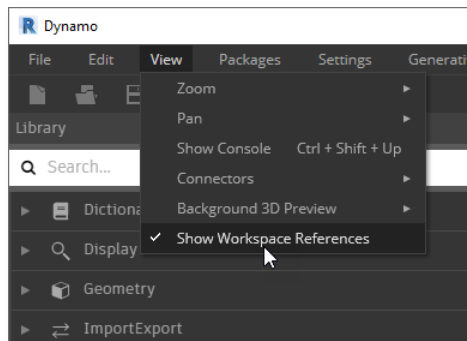 Dynamo
File Edit View Packages Settings Generati
Zoom
Pan
Library
Show Console Ctrl + Shift + Up
Search...
Connectors
Dictiona
Background 3D Preview
Display
Show Workspace References
Geometry
ImportExport